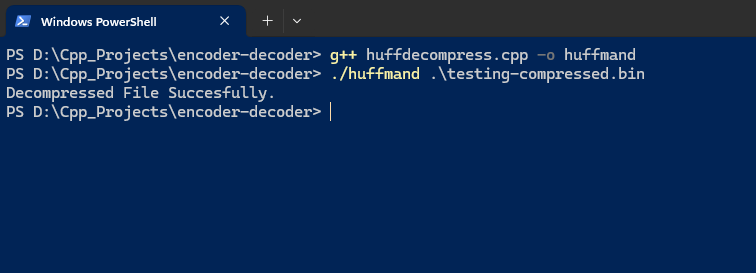 Windows PowerShell
PS D:\Cpp_Projects\encoder-decoder> g++ huffdecompress.cpp -o huffmand
PS D:\Cpp_Projects\encoder-decoder> ./huffmand .\testing-compressed.bin
Decompressed File Succesfully.
PS D:\Cpp_Projects\encoder-decoder>